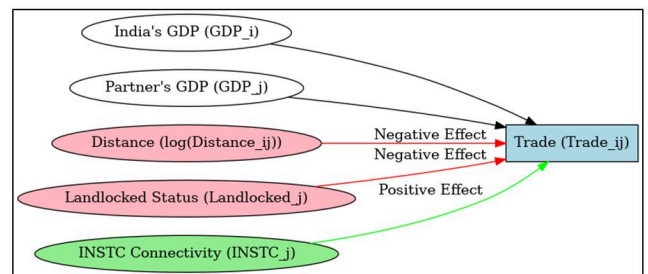 India's GDP (GDP_i)
Partner's GDP (GDP_j)
Distance (log(Distance_ij))
Negative Effect
Trade (Trade_ij)
Negative Effect
Landlocked Status (Landlocked_j)
Positive Effect
INSTC Connectivity (INSTC_j)